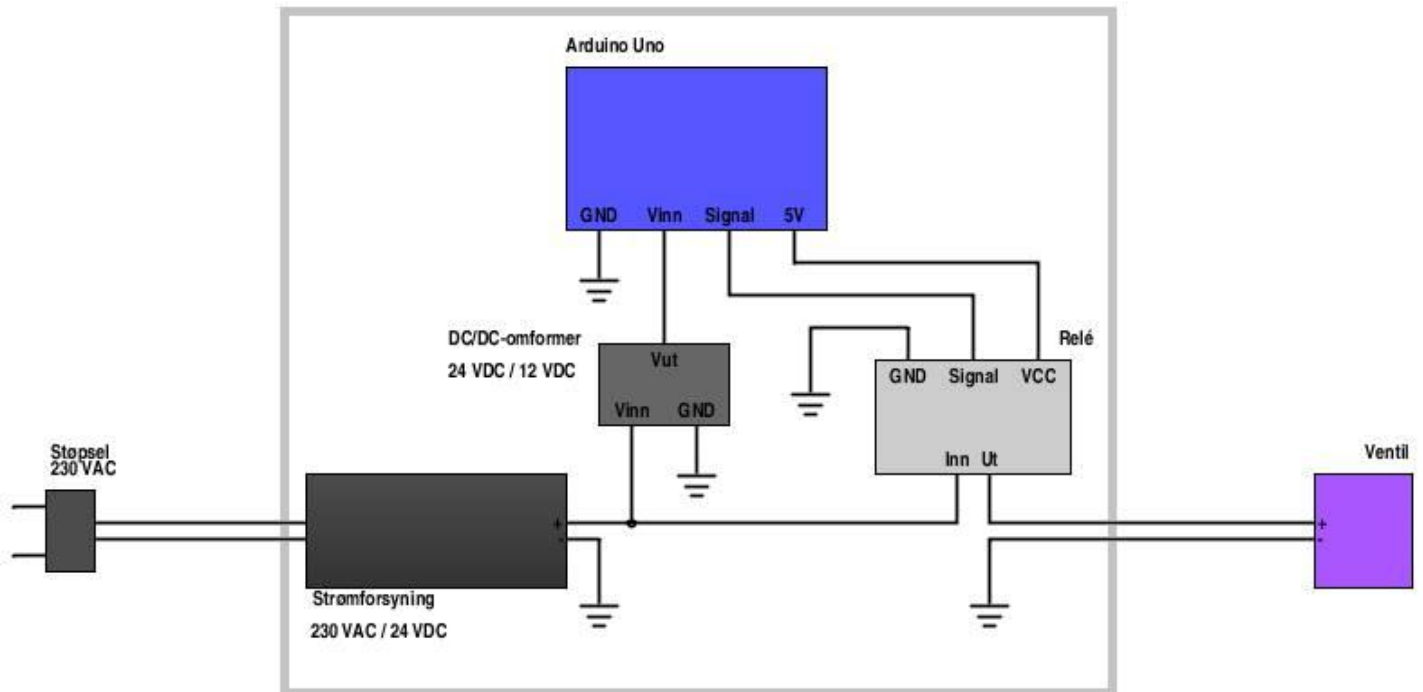 Arduino Uno
GND Vinn Signal 5V
DC/DC-omformer
24 VDC / 12 VDC
Vut
Vinn GND
Relé
GND Signal VCC
Inn Ut
Støpsel
230 VAC
+
-
Strømforsyning
230 VAC / 24 VDC
Ventil
+
-